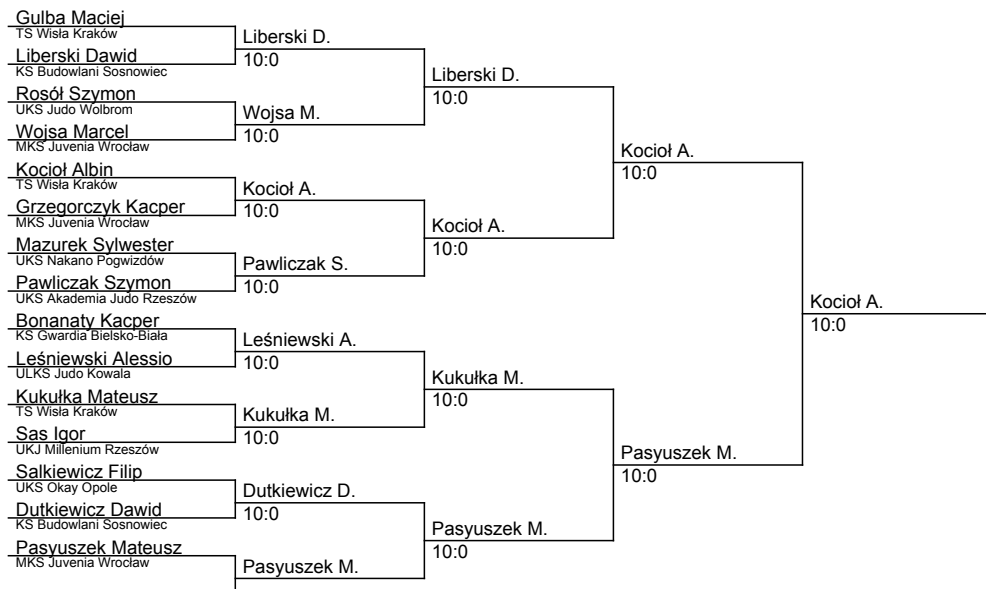 Gulba Maciej
TS Wisła Kraków
Liberski Dawid
KS Budowlani Sosnowiec
Rosół Szymon
UKS Judo Wolbrom
Wojsa Marcel
MKS Juvenia Wrocław
Kocioł Albin
TS Wisła Kraków
Grzegorczyk Kacper
MKS Juvenia Wrocław
Mazurek Sylwester
UKS Nakano Pogwizdów
Pawliczak Szymon
UKS Akademia Judo Rzeszów
Bonanaty Kacper
KS Gwardia Bielsko-Biała
Leśniewski Alessio
ULKS Judo Kowala
Kukułka Mateusz
TS Wisła Kraków
Sas Igor
UKJ Millenium Rzeszów
Salkiewicz Filip
UKS Okay Opole
Dutkiewicz Dawid
KS Budowlani Sosnowiec
Pasyuszek Mateusz
MKS Juvenia Wrocław
Liberski D.
10:0
Wojsa M.
10:0
Kocioł A.
10:0
Pawliczak S.
10:0
Leśniewski A.
10:0
Kukułka M.
10:0
Dutkiewicz D.
10:0
Pasyuszek M.
Liberski D.
10:0
Kocioł A.
10:0
Kukułka M.
10:0
Pasyuszek M.
10:0
Kocioł A.
10:0
Pasyuszek M.
10:0
Kocioł A.
10:0